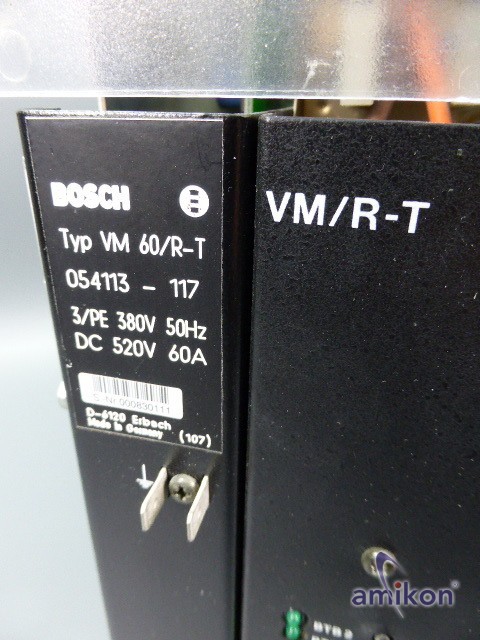 BOSCH
Typ VM 60/R-T
054113 - 117
3/PE 380V 50Hz
DC 520V 60A
000830111
D-6120 Erbach
Made in Germany (107)
VM/R-T
amikon®